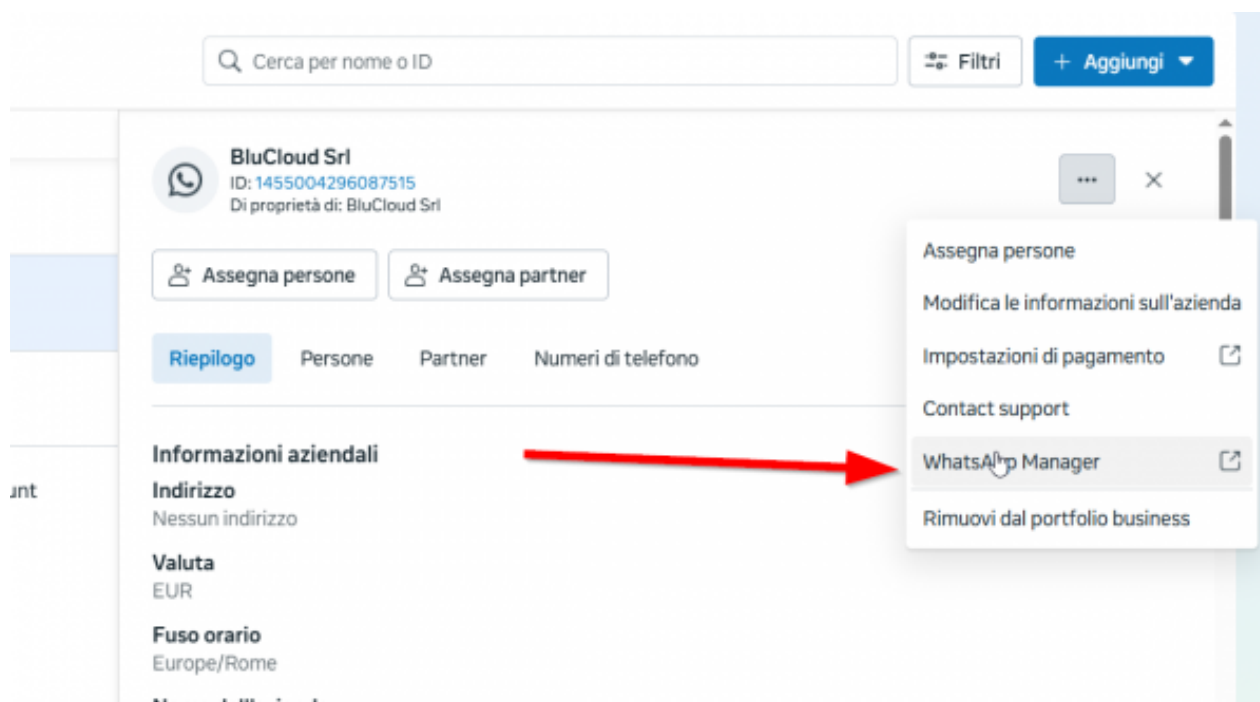 Cerca per nome o ID
Filtri
+ Aggiungi
BluCloud Srl
ID: 1455004296087515
Di proprietà di: BluCloud Srl
...
Assegna persone
Assegna partner
Riepilogo
Persone
Partner
Numeri di telefono
Assegna persone
Modifica le informazioni sull'azienda
Impostazioni di pagamento
Contact support
WhatsApp Manager
Rimuovi dal portfolio business
unt
Informazioni aziendali
Indirizzo
Nessun indirizzo
Valuta
EUR
Fuso orario
Europe/Rome